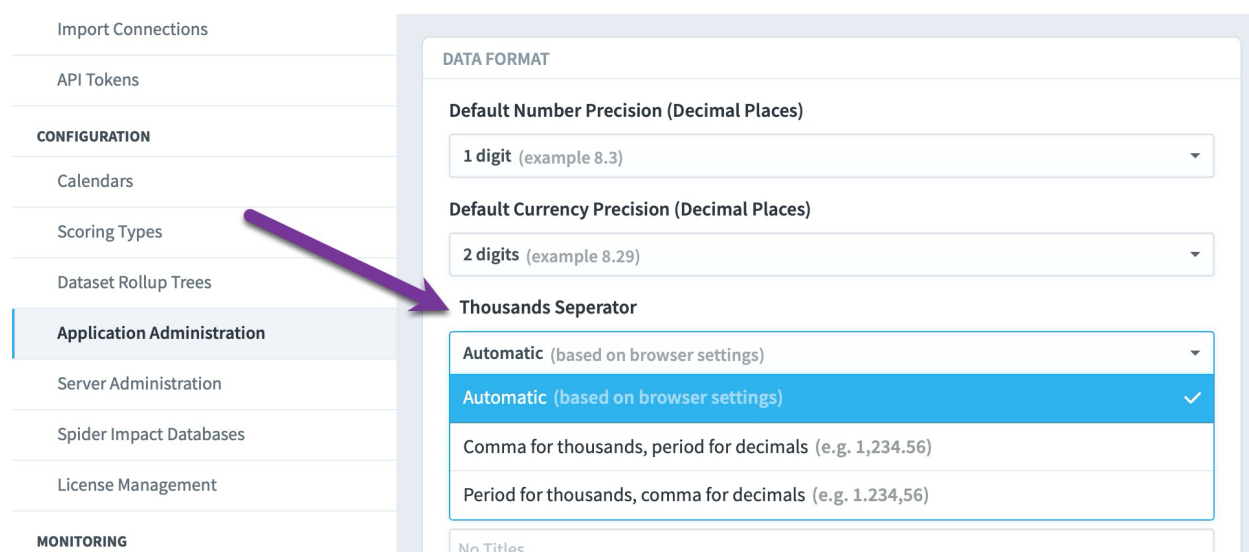 Import Connections
API Tokens
CONFIGURATION
Calendars
Scoring Types
Dataset Rollup Trees
Application Administration
Server Administration
Spider Impact Databases
License Management
MONITORING
DATA FORMAT
Default Number Precision (Decimal Places)
1 digit (example 8.3)
Default Currency Precision (Decimal Places)
2 digits (example 8.29)
Thousands Seperator
Automatic (based on browser settings)
Automatic (based on browser settings)
Comma for thousands, period for decimals (e.g. 1,234.56)
Period for thousands, comma for decimals (e.g. 1.234,56)
No Titles